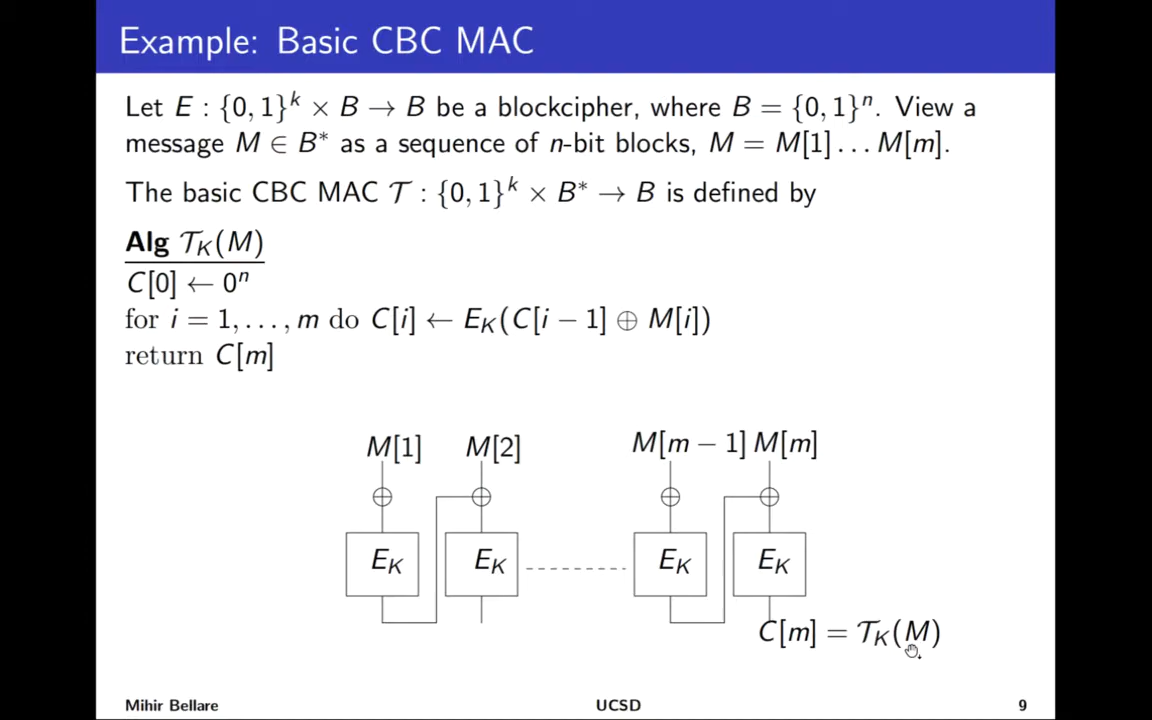 Example: Basic CBC MAC
Let E : {0, 1}ᵏ × B → B be a blockcipher, where B = {0, 1}ⁿ. View a
message M ∈ B* as a sequence of n-bit blocks, M = M[1] . . . M[m].
The basic CBC MAC 𝒯 : {0, 1}ᵏ × B* → B is defined by
Alg 𝒯_K(M)
C[0] ← 0ⁿ
for i = 1, . . . , m do C[i] ← E_K(C[i − 1] ⊕ M[i])
return C[m]
M[1] M[2] M[m − 1] M[m]
E_K E_K E_K E_K
C[m] = 𝒯_K(M)
Mihir Bellare UCSD 9